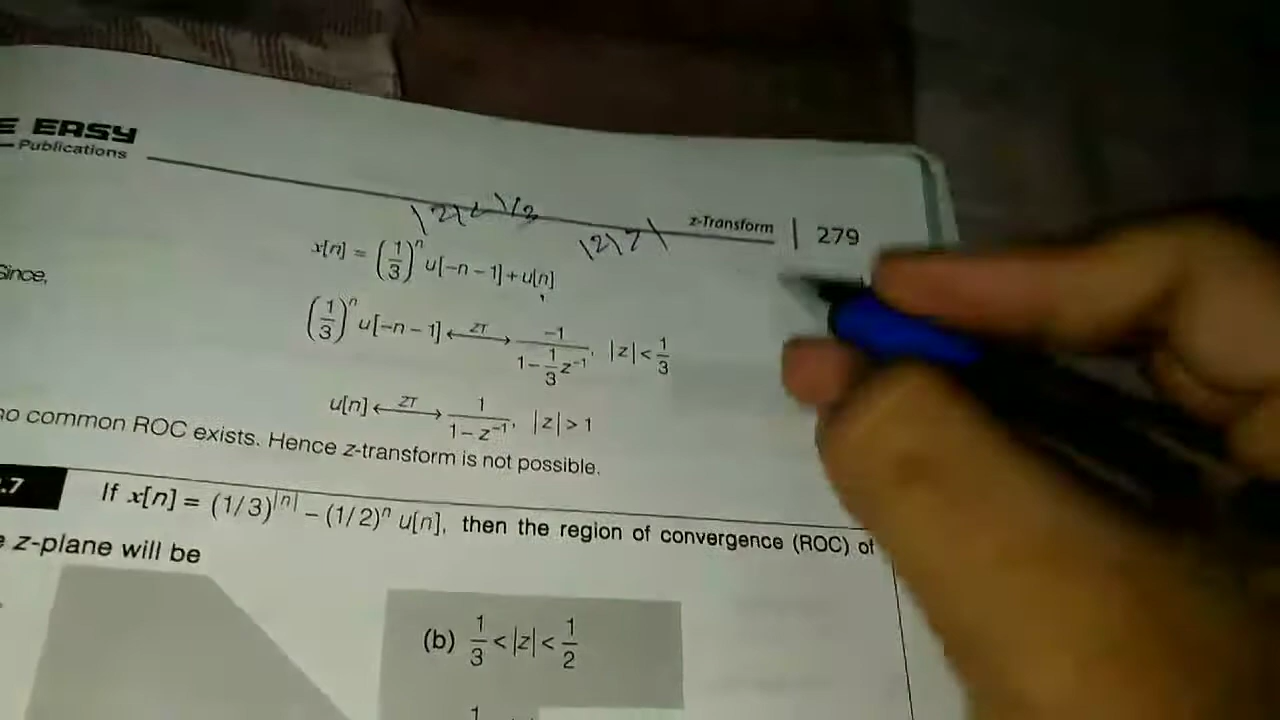 E EASY
Publications
|z|< 1/3
|z|>1
z-Transform | 279
x[n] = (1/3)^n u[-n-1]+u[n]
Since,
(1/3)^n u[-n-1] ←ZT→ -1/(1-1/3 z^-1), |z|<1/3
u[n] ←ZT→ 1/(1-z^-1), |z|>1
no common ROC exists. Hence z-transform is not possible.
.7 If x[n] = (1/3)^|n| - (1/2)^n u[n], then the region of convergence (ROC) of
z-plane will be
(b) 1/3 < |z| < 1/2
1